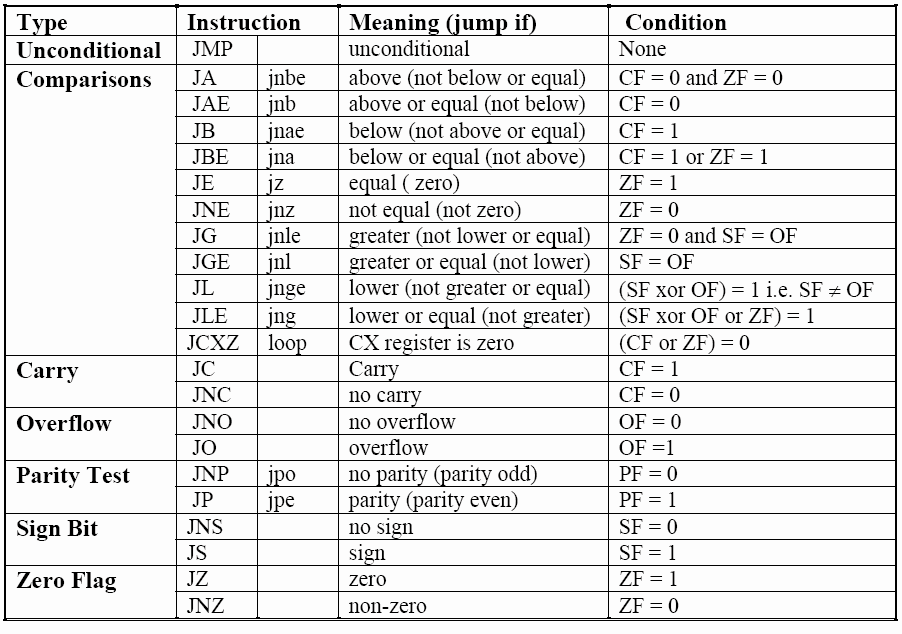 Type Instruction Meaning (jump if) Condition
Unconditional JMP unconditional None
Comparisons JA jnbe above (not below or equal) CF = 0 and ZF = 0
JAE jnb above or equal (not below) CF = 0
JB jnae below (not above or equal) CF = 1
JBE jna below or equal (not above) CF = 1 or ZF = 1
JE jz equal ( zero) ZF = 1
JNE jnz not equal (not zero) ZF = 0
JG jnle greater (not lower or equal) ZF = 0 and SF = OF
JGE jnl greater or equal (not lower) SF = OF
JL jnge lower (not greater or equal) (SF xor OF) = 1 i.e. SF ≠ OF
JLE jng lower or equal (not greater) (SF xor OF or ZF) = 1
JCXZ loop CX register is zero (CF or ZF) = 0
Carry JC Carry CF = 1
JNC no carry CF = 0
Overflow JNO no overflow OF = 0
JO overflow OF =1
Parity Test JNP jpo no parity (parity odd) PF = 0
JP jpe parity (parity even) PF = 1
Sign Bit JNS no sign SF = 0
JS sign SF = 1
Zero Flag JZ zero ZF = 1
JNZ non-zero ZF = 0